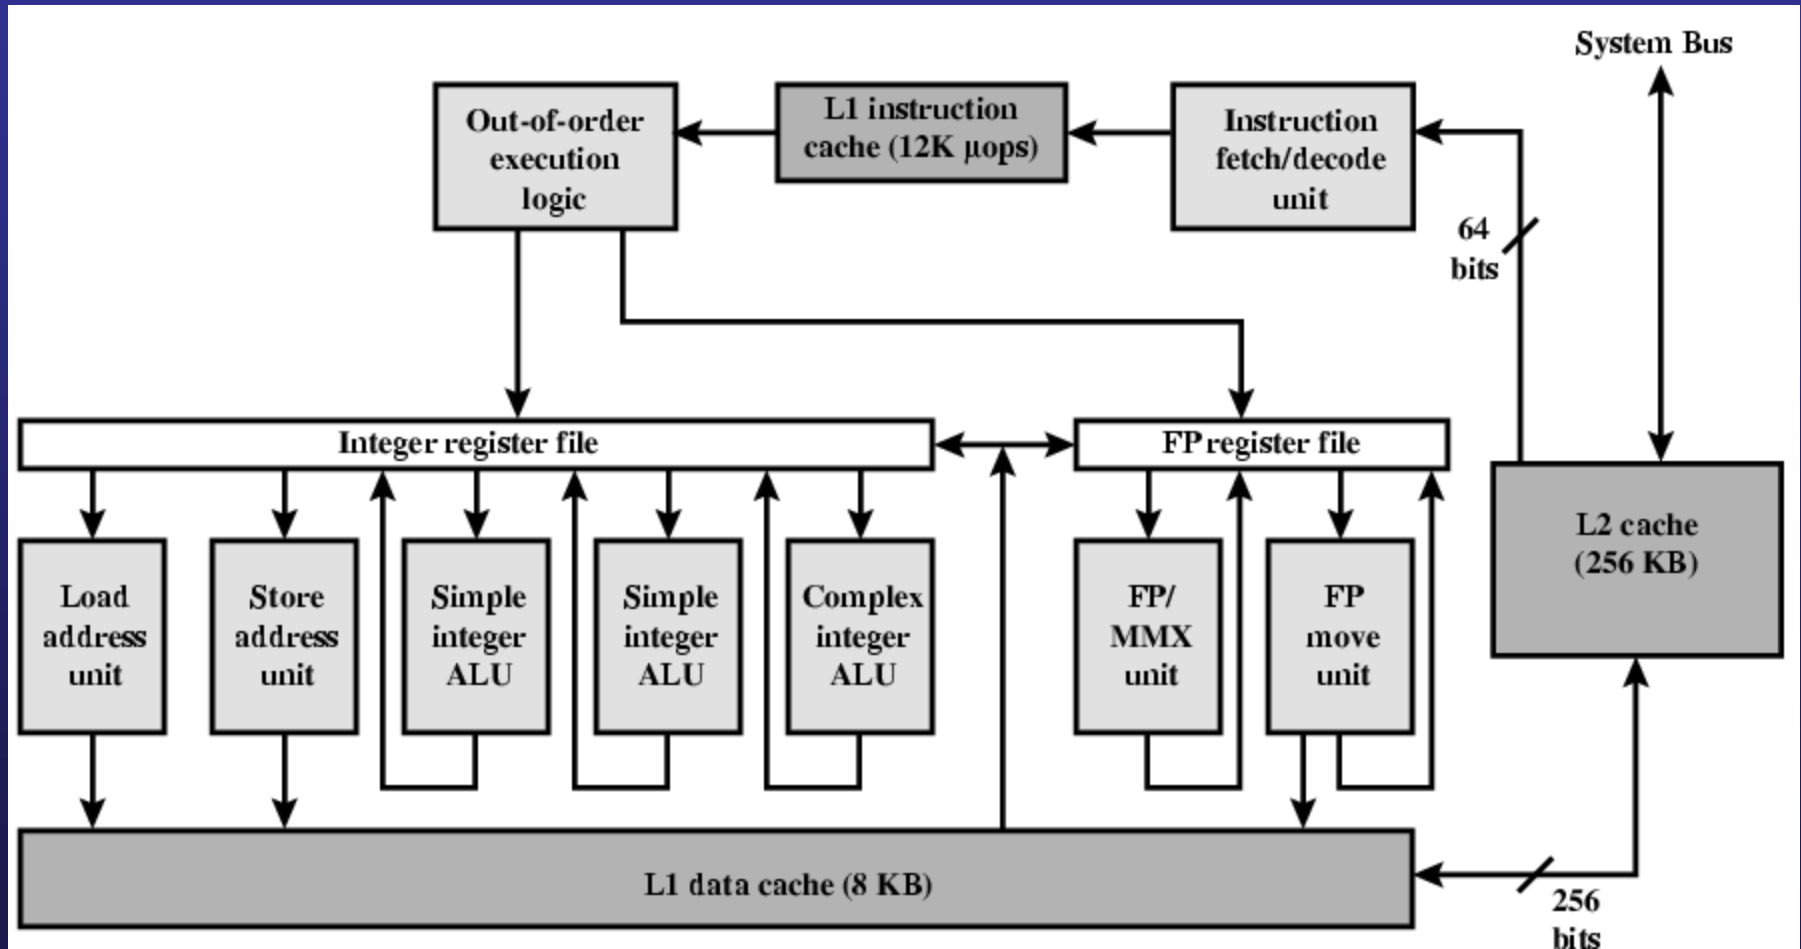 System Bus
Out-of-order
execution
logic
L1 instruction
cache (12K µops)
Instruction
fetch/decode
unit
64
bits
Integer register file
FP register file
L2 cache
(256 KB)
Load
address
unit
Store
address
unit
Simple
integer
ALU
Simple
integer
ALU
Complex
integer
ALU
FP/
MMX
unit
FP
move
unit
L1 data cache (8 KB)
256
bits